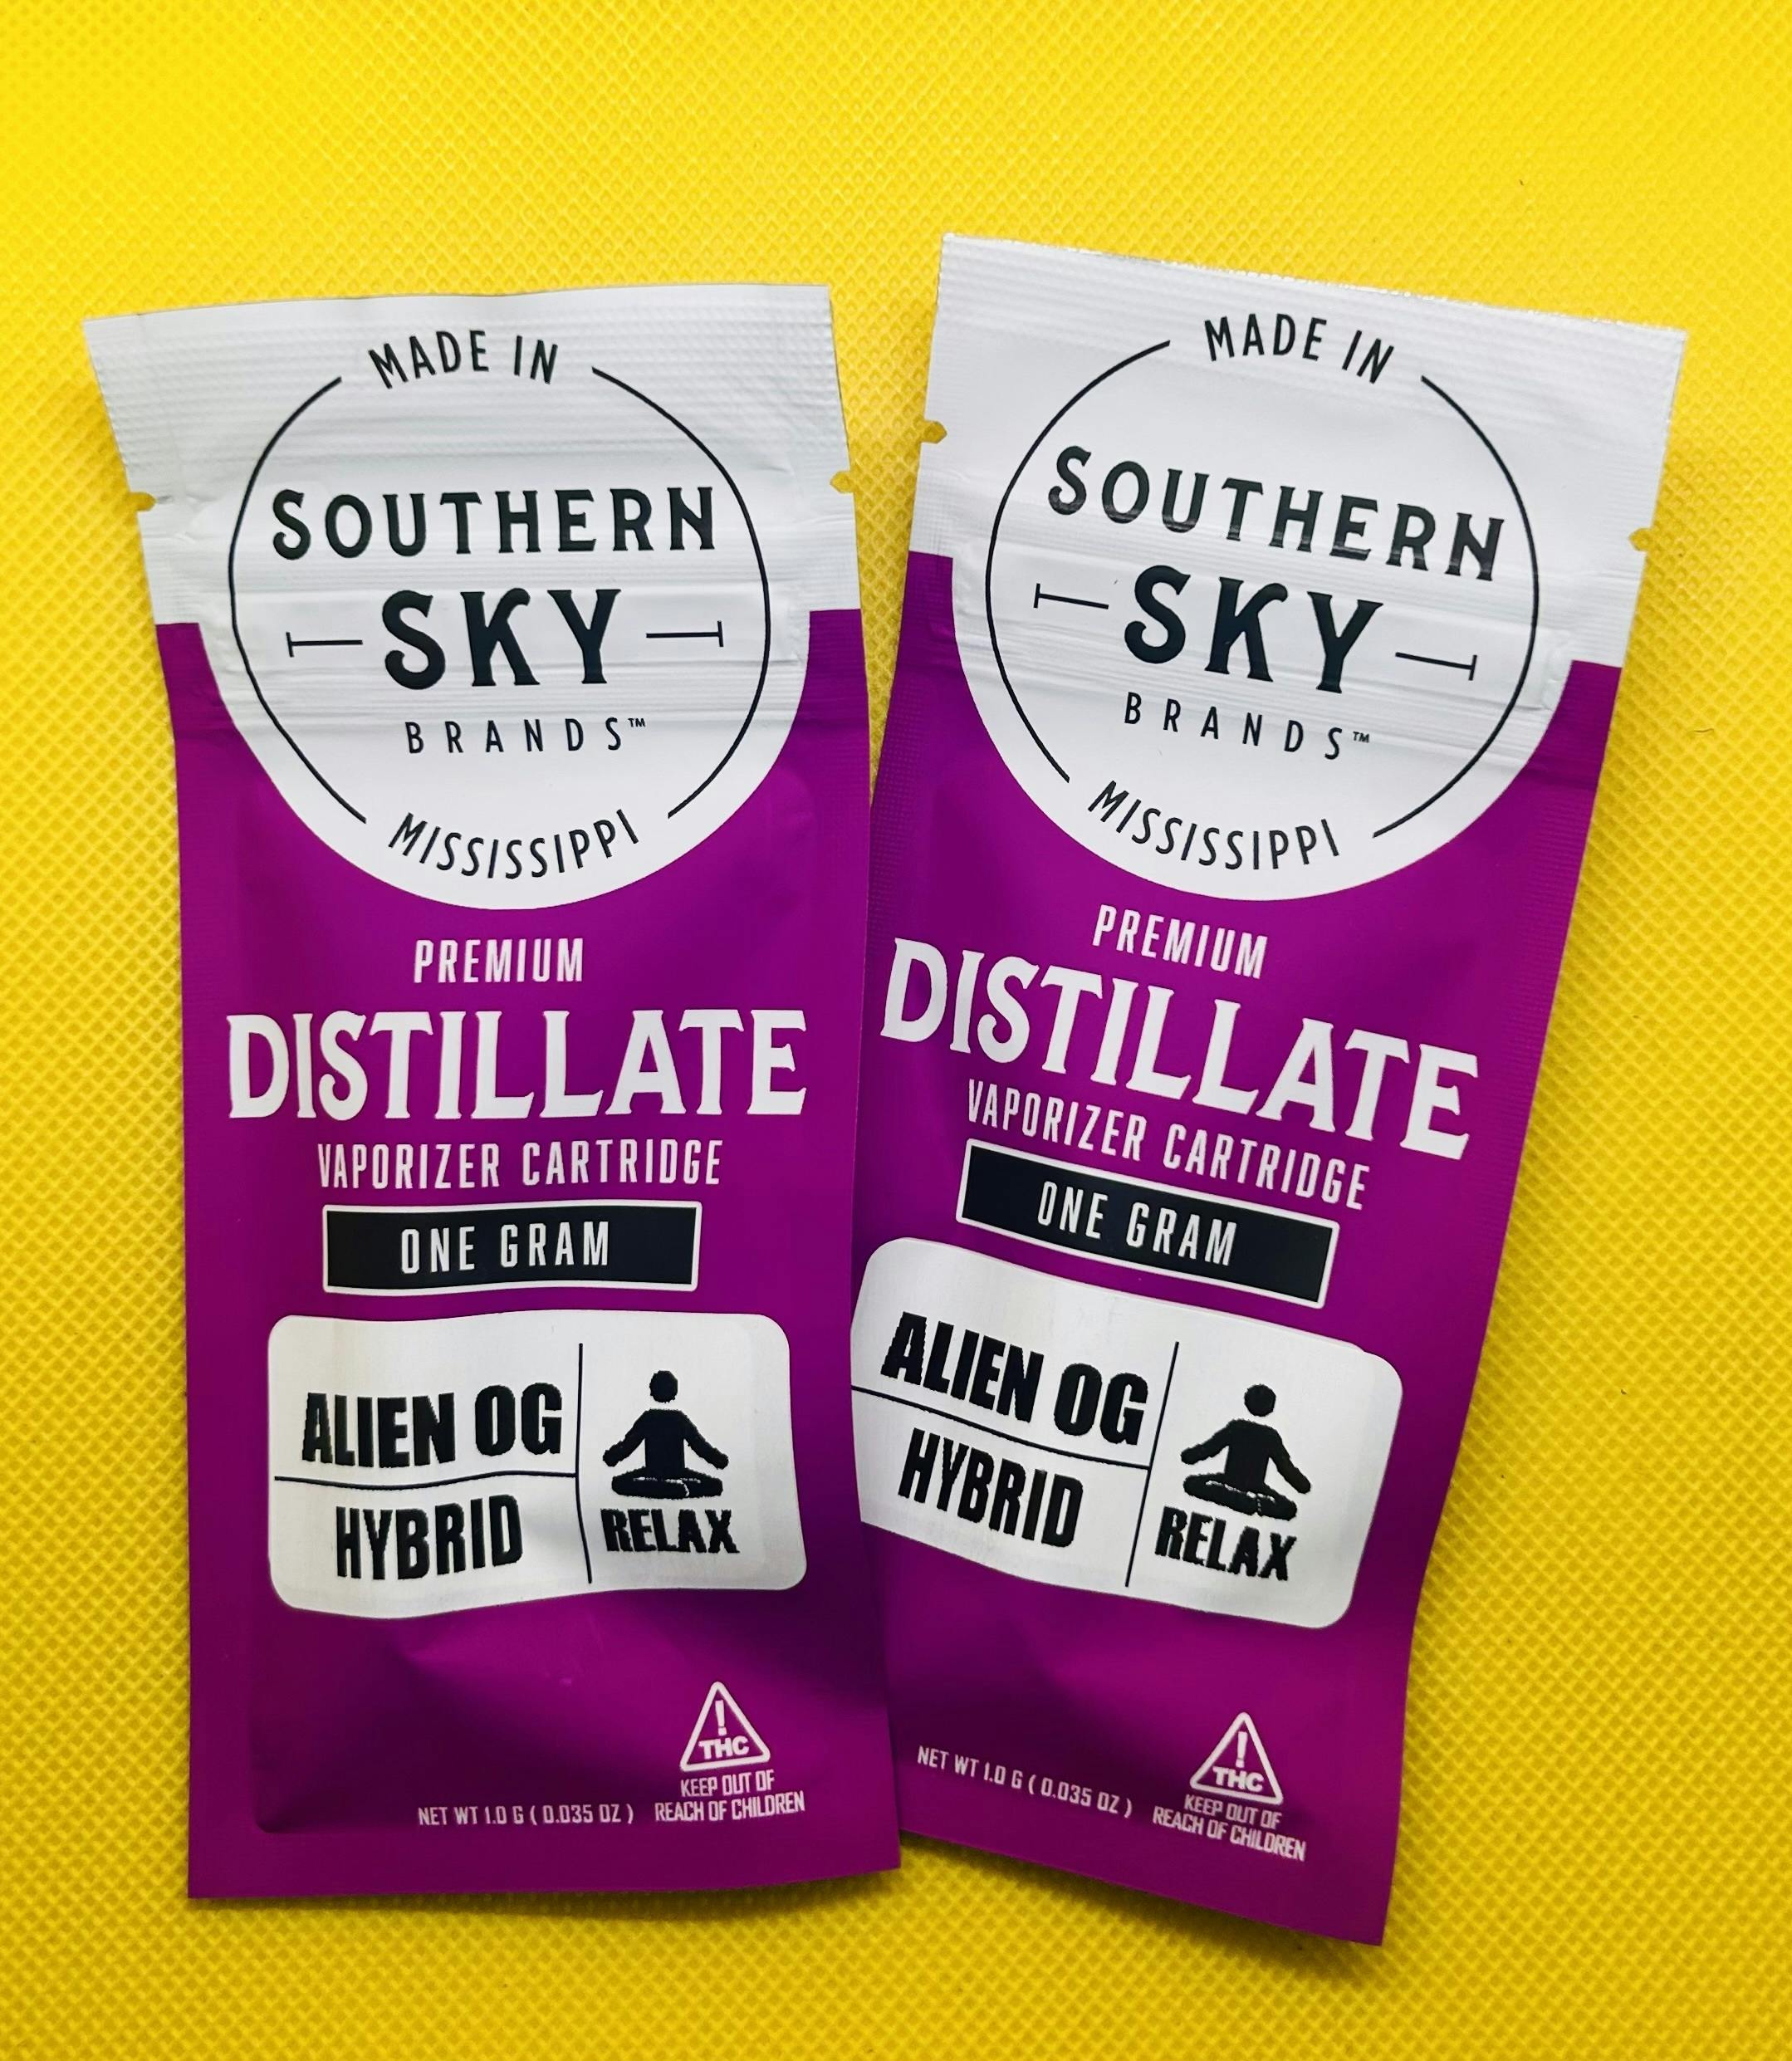 MADE IN
SOUTHERN
SKY
BRANDS™
MISSISSIPPI
PREMIUM
DISTILLATE
VAPORIZER CARTRIDGE
ONE GRAM
ALIEN OG
HYBRID
RELAX
THC
KEEP OUT OF
REACH OF CHILDREN
NET WT 1.0 G ( 0.035 OZ )
MADE IN
SOUTHERN
SKY
BRANDS™
MISSISSIPPI
PREMIUM
DISTILLATE
VAPORIZER CARTRIDGE
ONE GRAM
ALIEN OG
HYBRID
RELAX
THC
KEEP OUT OF
REACH OF CHILDREN
NET WT 1.0 G ( 0.035 OZ )